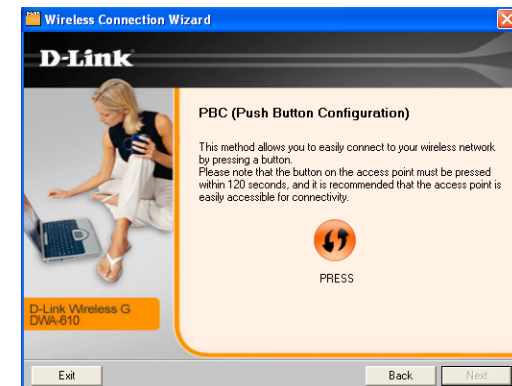 Wireless Connection Wizard
D-Link
PBC (Push Button Configuration)
This method allows you to easily connect to your wireless network
by pressing a button.
Please note that the button on the access point must be pressed
within 120 seconds, and it is recommended that the access point is
easily accessible for connectivity.
PRESS
D-Link Wireless G
DWA-610
Exit
Back
Next